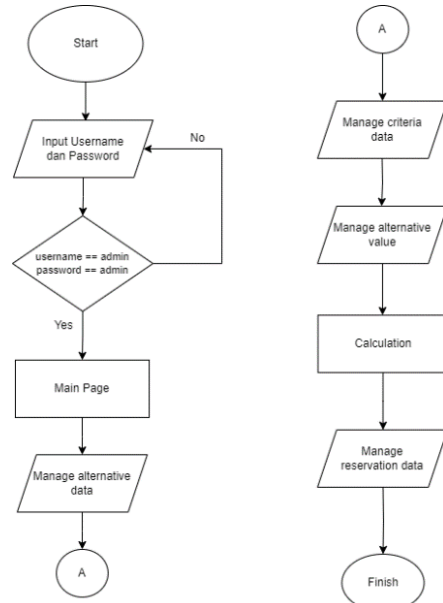 Start
Input Username
dan Password
No
username == admin
password == admin
Yes
Main Page
Manage alternative
data
A
A
Manage criteria
data
Manage alternative
value
Calculation
Manage
reservation data
Finish